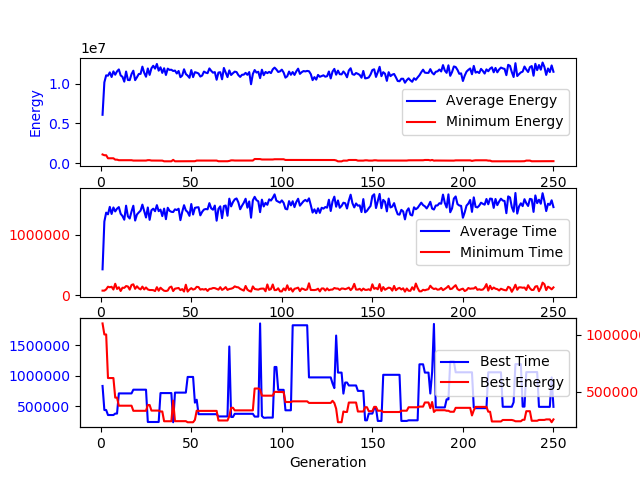 1e7
1.0
0.5
0.0
Energy
Average Energy
Minimum Energy
0 50 100 150 200 250
1000000
0
Average Time
Minimum Time
0 50 100 150 200 250
1500000
1000000
500000
1000000
500000
Best Time
Best Energy
0 50 100 150 200 250
Generation